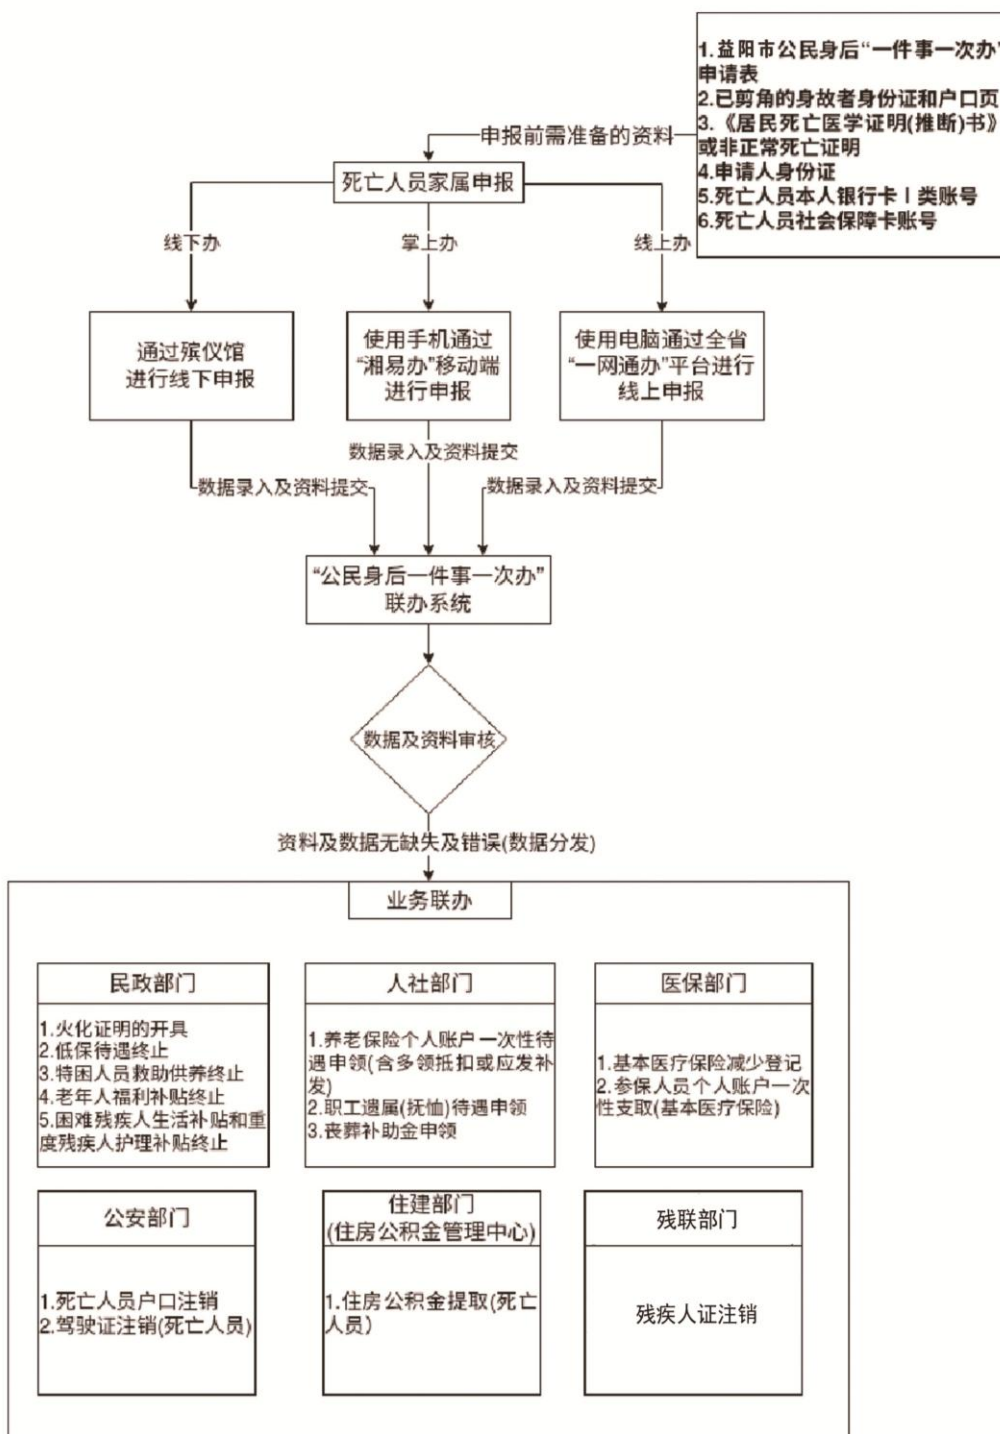 1.益阳市公民身后“一件事一次办”
申请表
2.已剪角的身故者身份证和户口页
3.《居民死亡医学证明(推断)书》
或非正常死亡证明
4.申请人身份证
5.死亡人员本人银行卡Ⅰ类账号
6.死亡人员社会保障卡账号
申报前需准备的资料
死亡人员家属申报
线下办
掌上办
线上办
通过殡仪馆
进行线下申报
使用手机通过
“湘易办”移动端
进行申报
使用电脑通过全省
“一网通办”平台进行
线上申报
数据录入及资料提交
数据录入及资料提交
数据录入及资料提交
“公民身后一件事一次办”
联办系统
数据及资料审核
资料及数据无缺失及错误(数据分发)
业务联办
民政部门
1.火化证明的开具
2.低保待遇终止
3.特困人员救助供养终止
4.老年人福利补贴终止
5.困难残疾人生活补贴和重
度残疾人护理补贴终止
人社部门
1.养老保险个人账户一次性待
遇申领(含多领抵扣或应发补
发)
2.职工遗属(抚恤)待遇申领
3.丧葬补助金申领
医保部门
1.基本医疗保险减少登记
2.参保人员个人账户一次
性支取(基本医疗保险)
公安部门
1.死亡人员户口注销
2.驾驶证注销(死亡人员)
住建部门
(住房公积金管理中心)
1.住房公积金提取(死亡
人员）
残联部门
残疾人证注销